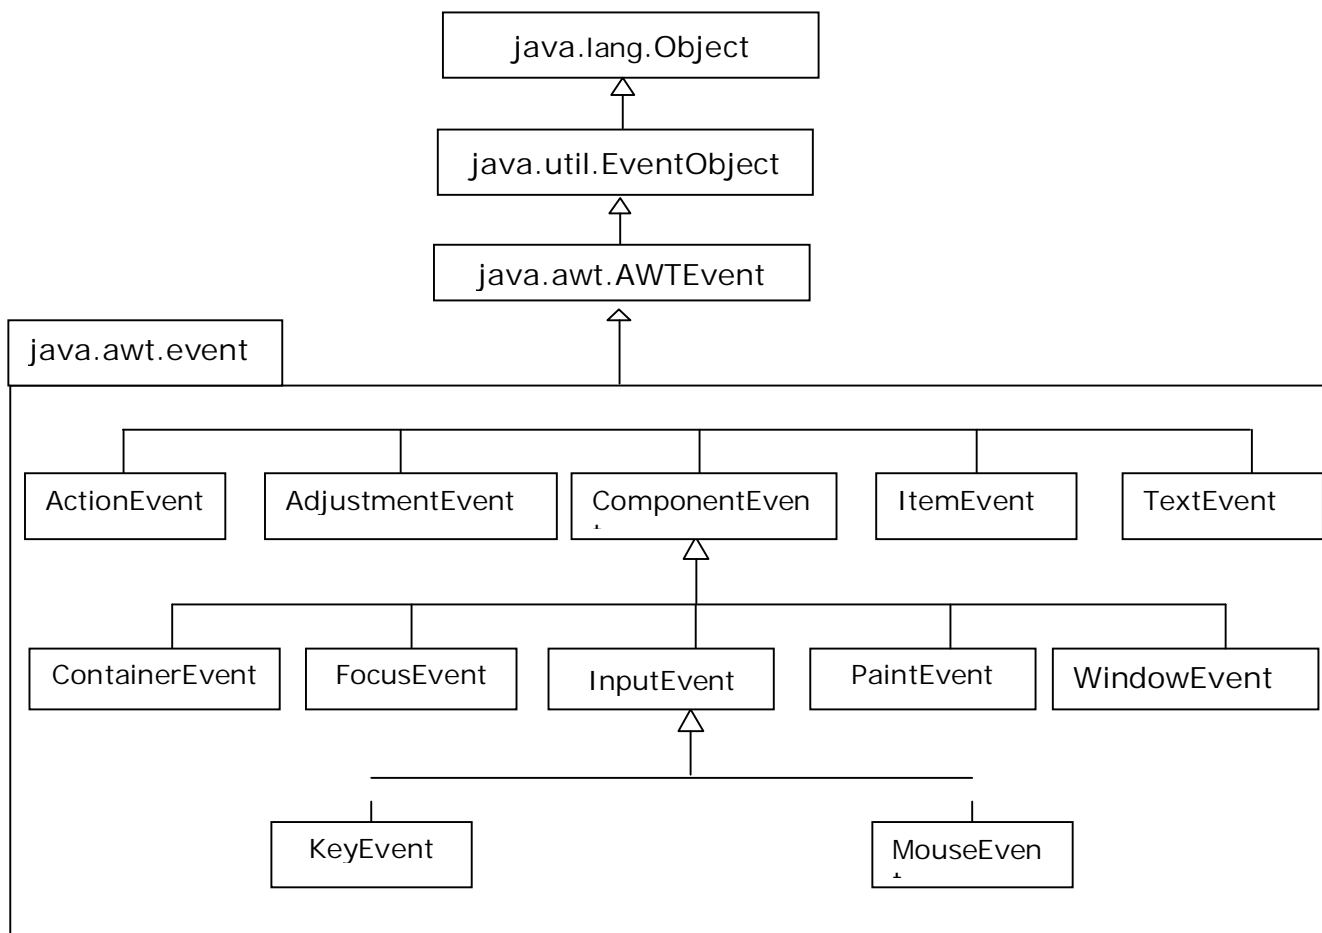 java.lang.Object
java.util.EventObject
java.awt.AWTEvent
java.awt.event
ActionEvent
AdjustmentEvent
ComponentEven
t
ItemEvent
TextEvent
ContainerEvent
FocusEvent
InputEvent
PaintEvent
WindowEvent
KeyEvent
MouseEven
t